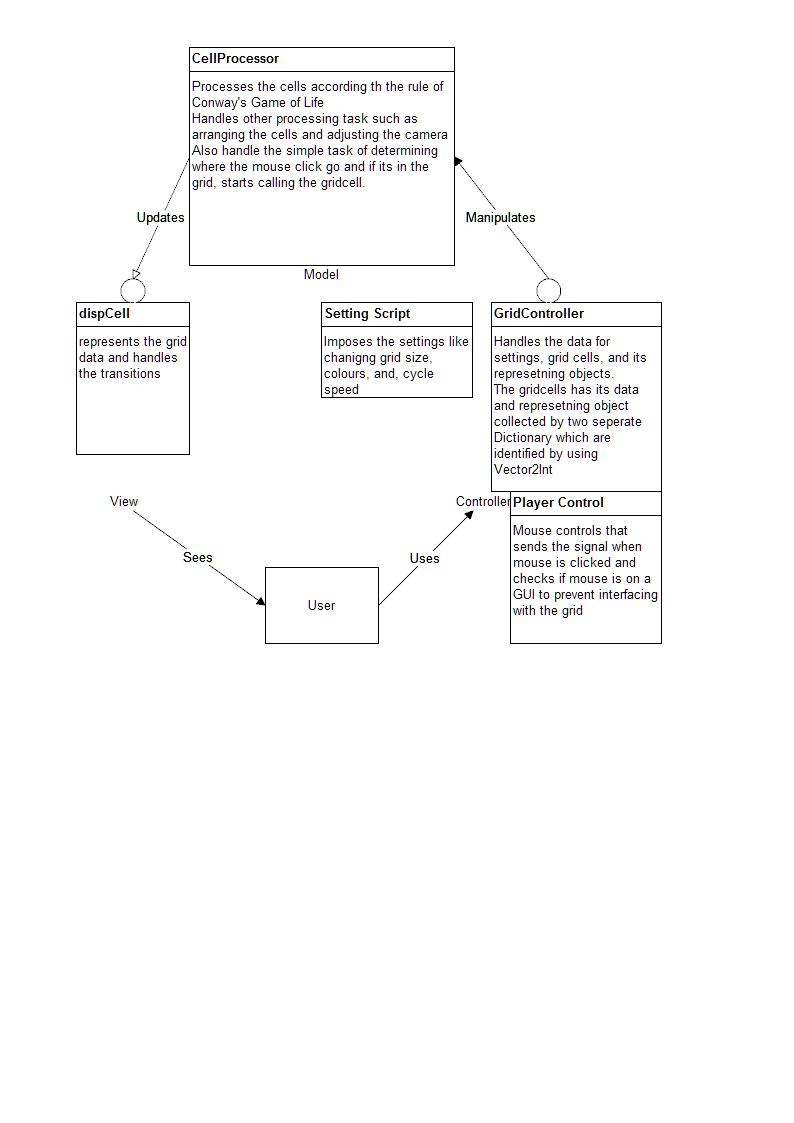 CellProcessor
Processes the cells according th the rule of
Conway's Game of Life
Handles other processing task such as
arranging the cells and adjusting the camera
Also handle the simple task of determining
where the mouse click go and if its in the
grid, starts calling the gridcell.
Updates
Manipulates
Model
dispCell
represents the grid
data and handles
the transitions
Setting Script
Imposes the settings like
chanigng grid size,
colours, and, cycle
speed
GridController
Handles the data for
settings, grid cells, and its
represetning objects.
The gridcells has its data
and represetning object
collected by two seperate
Dictionary which are
identified by using
Vector2Int
View
Controller
Player Control
Mouse controls that
sends the signal when
mouse is clicked and
checks if mouse is on a
GUI to prevent interfacing
with the grid
Sees
Uses
User